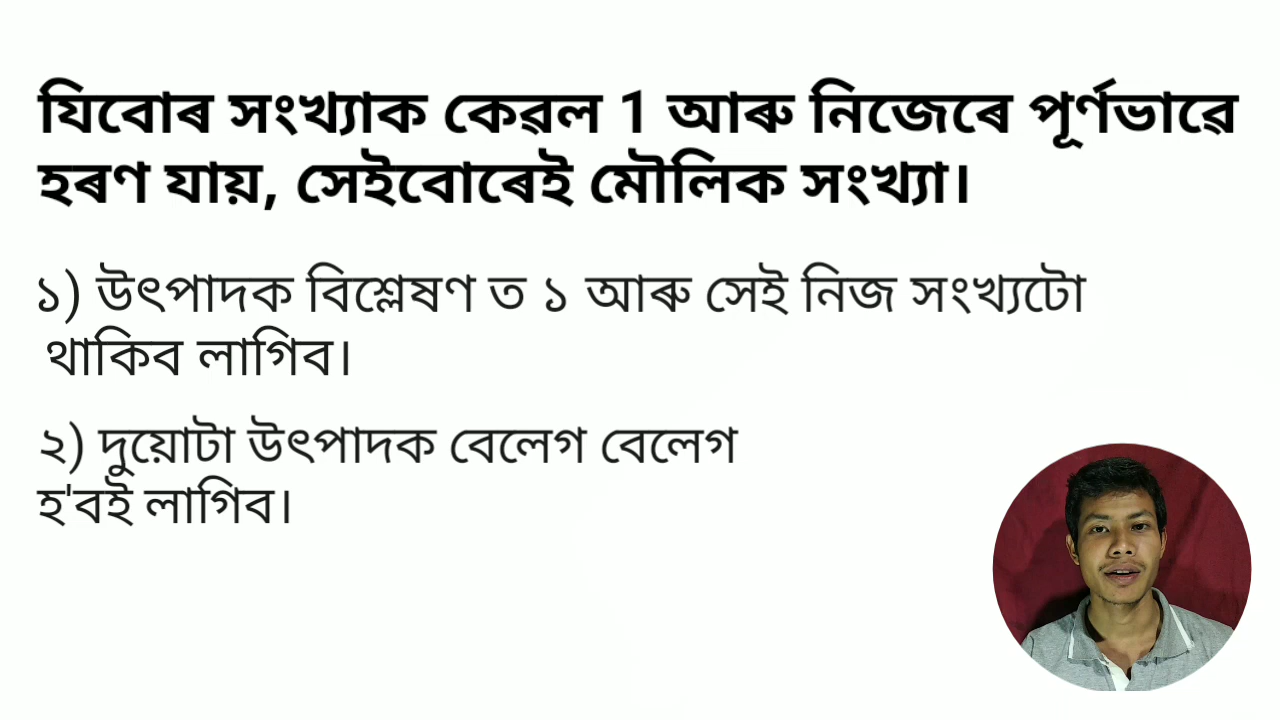 যিবোৰ সংখ্যাক কেৱল 1 আৰু নিজেৰে পূৰ্ণভাৱে
হৰণ যায়, সেইবোৰেই মৌলিক সংখ্যা।
১) উৎপাদক বিশ্লেষণ ত ১ আৰু সেই নিজ সংখ্যটো
থাকিব লাগিব।
২) দুয়োটা উৎপাদক বেলেগ বেলেগ
হ'বই লাগিব।